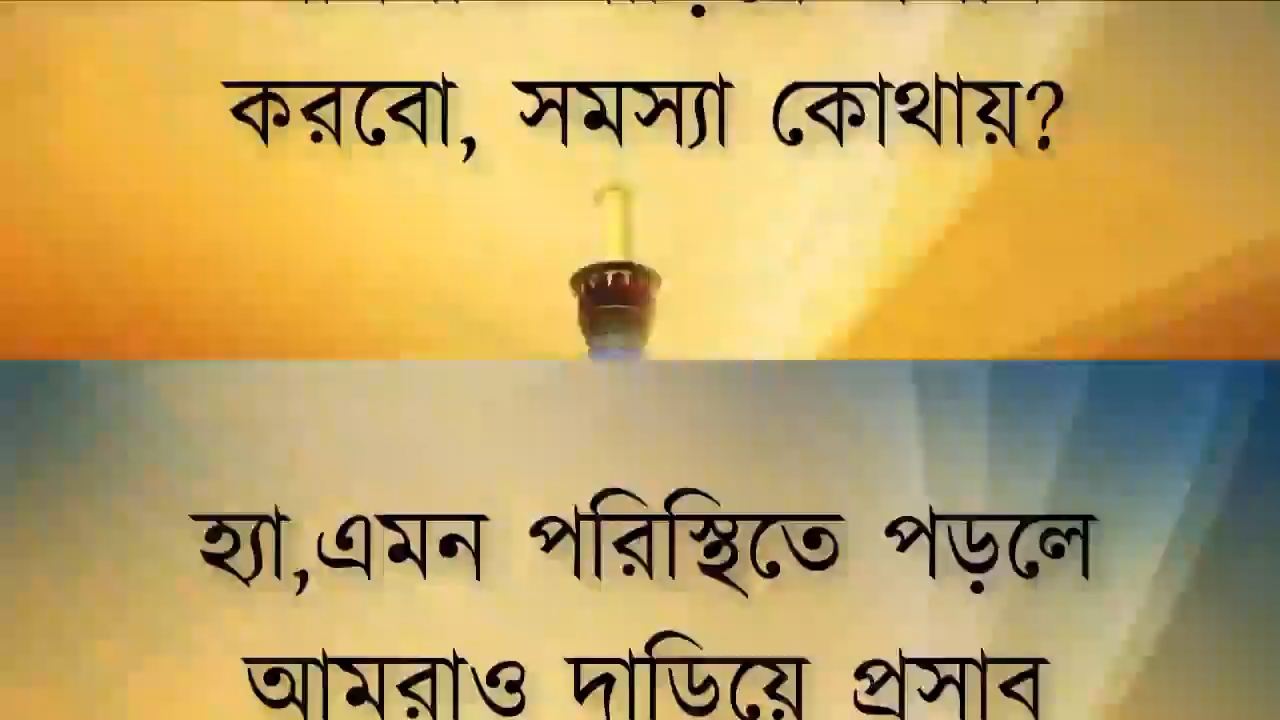 করবো, সমস্যা কোথায়?
হ্যা,এমন পরিস্থিতে পড়লে
আমরাও দাডিয়ে প্রসাব